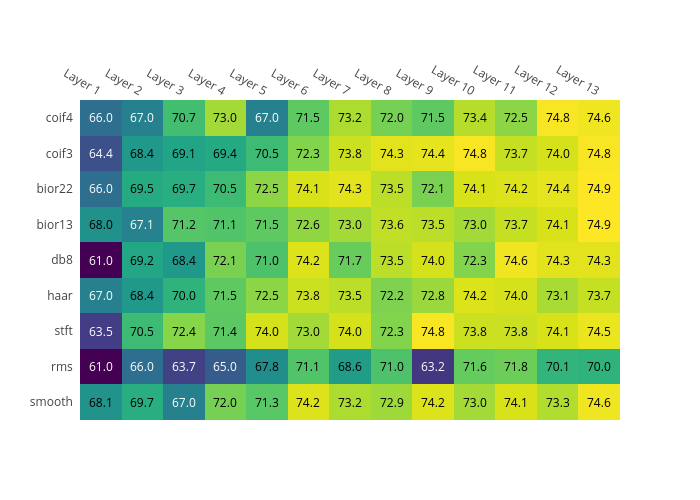 Layer 1 Layer 2 Layer 3 Layer 4 Layer 5 Layer 6 Layer 7 Layer 8 Layer 9 Layer 10 Layer 11 Layer 12 Layer 13
coif4 66.0 67.0 70.7 73.0 67.0 71.5 73.2 72.0 71.5 73.4 72.5 74.8 74.6
coif3 64.4 68.4 69.1 69.4 70.5 72.3 73.8 74.3 74.4 74.8 73.7 74.0 74.8
bior22 66.0 69.5 69.7 70.5 72.5 74.1 74.3 73.5 72.1 74.1 74.2 74.4 74.9
bior13 68.0 67.1 71.2 71.1 71.5 72.6 73.0 73.6 73.5 73.0 73.7 74.1 74.9
db8 61.0 69.2 68.4 72.1 71.0 74.2 71.7 73.5 74.0 72.3 74.6 74.3 74.3
haar 67.0 68.4 70.0 71.5 72.5 73.8 73.5 72.2 72.8 74.2 74.0 73.1 73.7
stft 63.5 70.5 72.4 71.4 74.0 73.0 74.0 72.3 74.8 73.8 73.8 74.1 74.5
rms 61.0 66.0 63.7 65.0 67.8 71.1 68.6 71.0 63.2 71.6 71.8 70.1 70.0
smooth 68.1 69.7 67.0 72.0 71.3 74.2 73.2 72.9 74.2 73.0 74.1 73.3 74.6